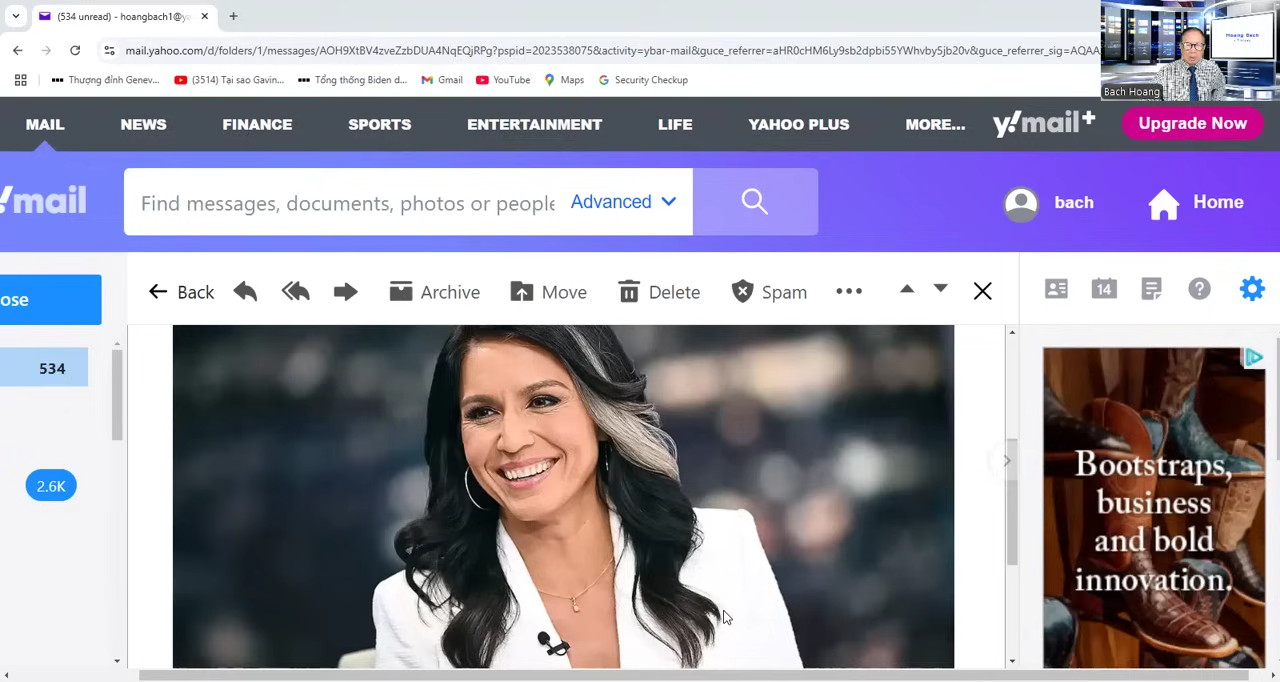 (534 unread) - hoangbach1@y
mail.yahoo.com/d/folders/1/messages/AOH9XtBV4zveZzbDUA4NqEQjRPg?pspid=2023538075&activity=ybar-mail&guce_referrer=aHR0cHM6Ly9sb2dpbi55YWhvby5jb20v&guce_referrer_sig=AQAA
Thượng đỉnh Genev... (3514) Tại sao Gavin... Tổng thống Biden d... Gmail YouTube Maps Security Checkup
Hoang Bach
Bach Hoang
MAIL NEWS FINANCE SPORTS ENTERTAINMENT LIFE YAHOO PLUS MORE... y!mail+ Upgrade Now
!mail Find messages, documents, photos or people Advanced bach Home
ose Back Archive Move Delete Spam 14
534
2.6K
Bootstraps,
business
and bold
innovation.